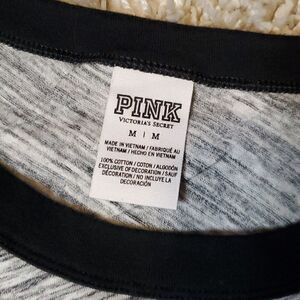 PINK
VICTORIA'S SECRET
M | M
MADE IN VIETNAM / FABRIQUÉ AU
VIETNAM / HECHO EN VIETNAM
100% COTTON / COTON / ALGODÓN
EXCLUSIVE OF DECORATION / SAUF
DÉCORATION / NO INCLUYE LA
DECORACIÓN